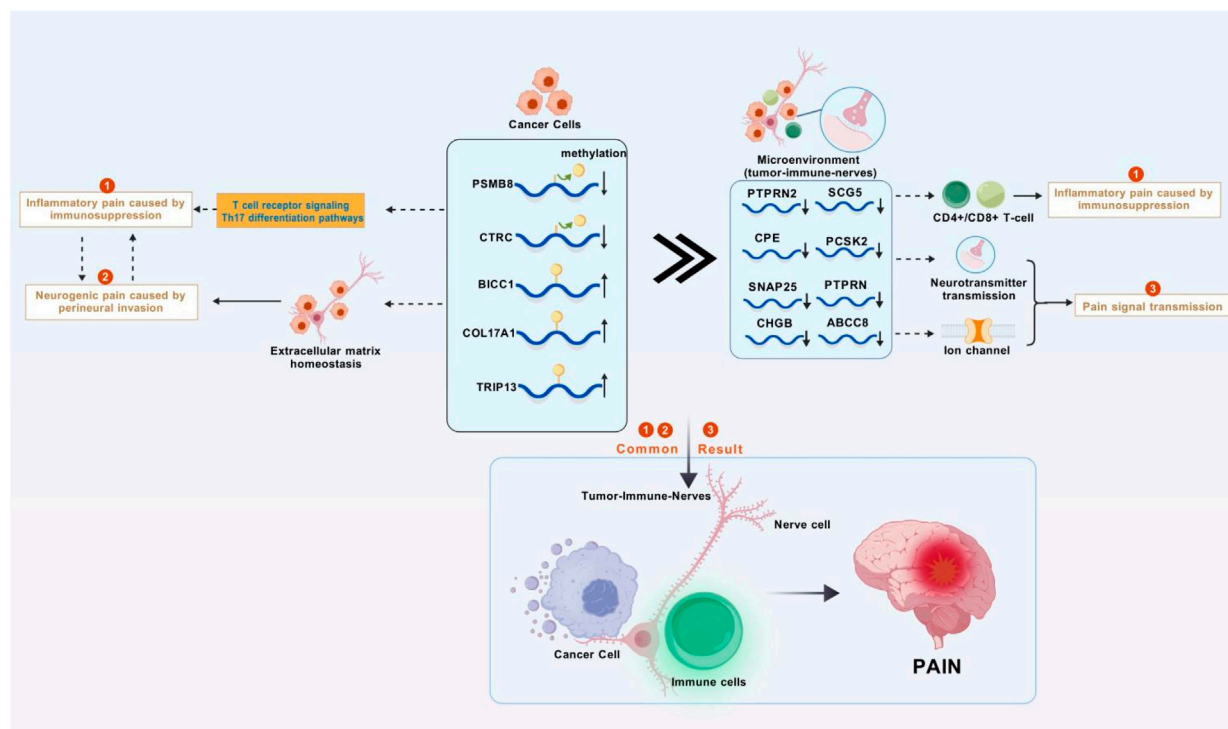 Cancer Cells
methylation
PSMB8
CTRC
BICC1
COL17A1
TRIP13
1
Inflammatory pain caused by
immunosuppression
T cell receptor signaling
Th17 differentiation pathways
2
Neurogenic pain caused by
perineural invasion
Extracellular matrix
homeostasis
Microenvironment
(tumor-immune-nerves)
PTPRN2 SCG5
CPE PCSK2
SNAP25 PTPRN
CHGB ABCC8
CD4+/CD8+ T-cell
1
Inflammatory pain caused by
immunosuppression
Neurotransmitter
transmission
Ion channel
3
Pain signal transmission
1 2 3
Common Result
Tumor-Immune-Nerves
Nerve cell
Cancer Cell
Immune cells
PAIN